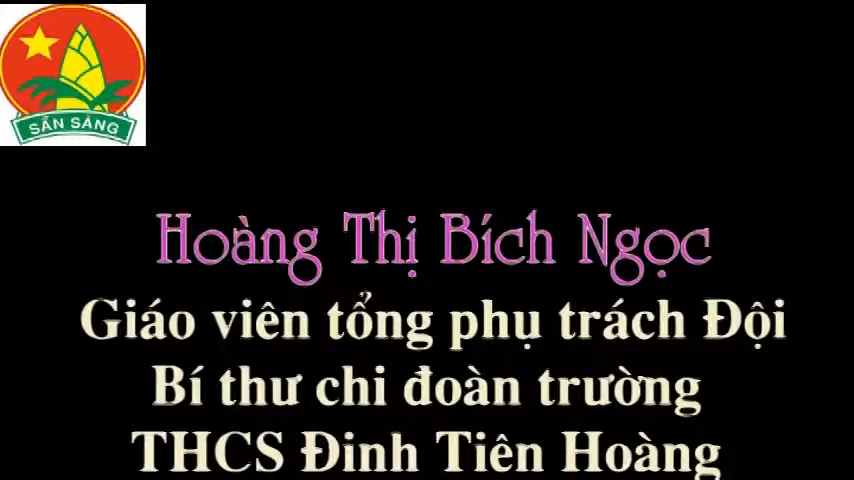 SẴN SÀNG
Hoàng Thị Bích Ngọc
Giáo viên tổng phụ trách Đội
Bí thư chi đoàn trường
THCS Đinh Tiên Hoàng